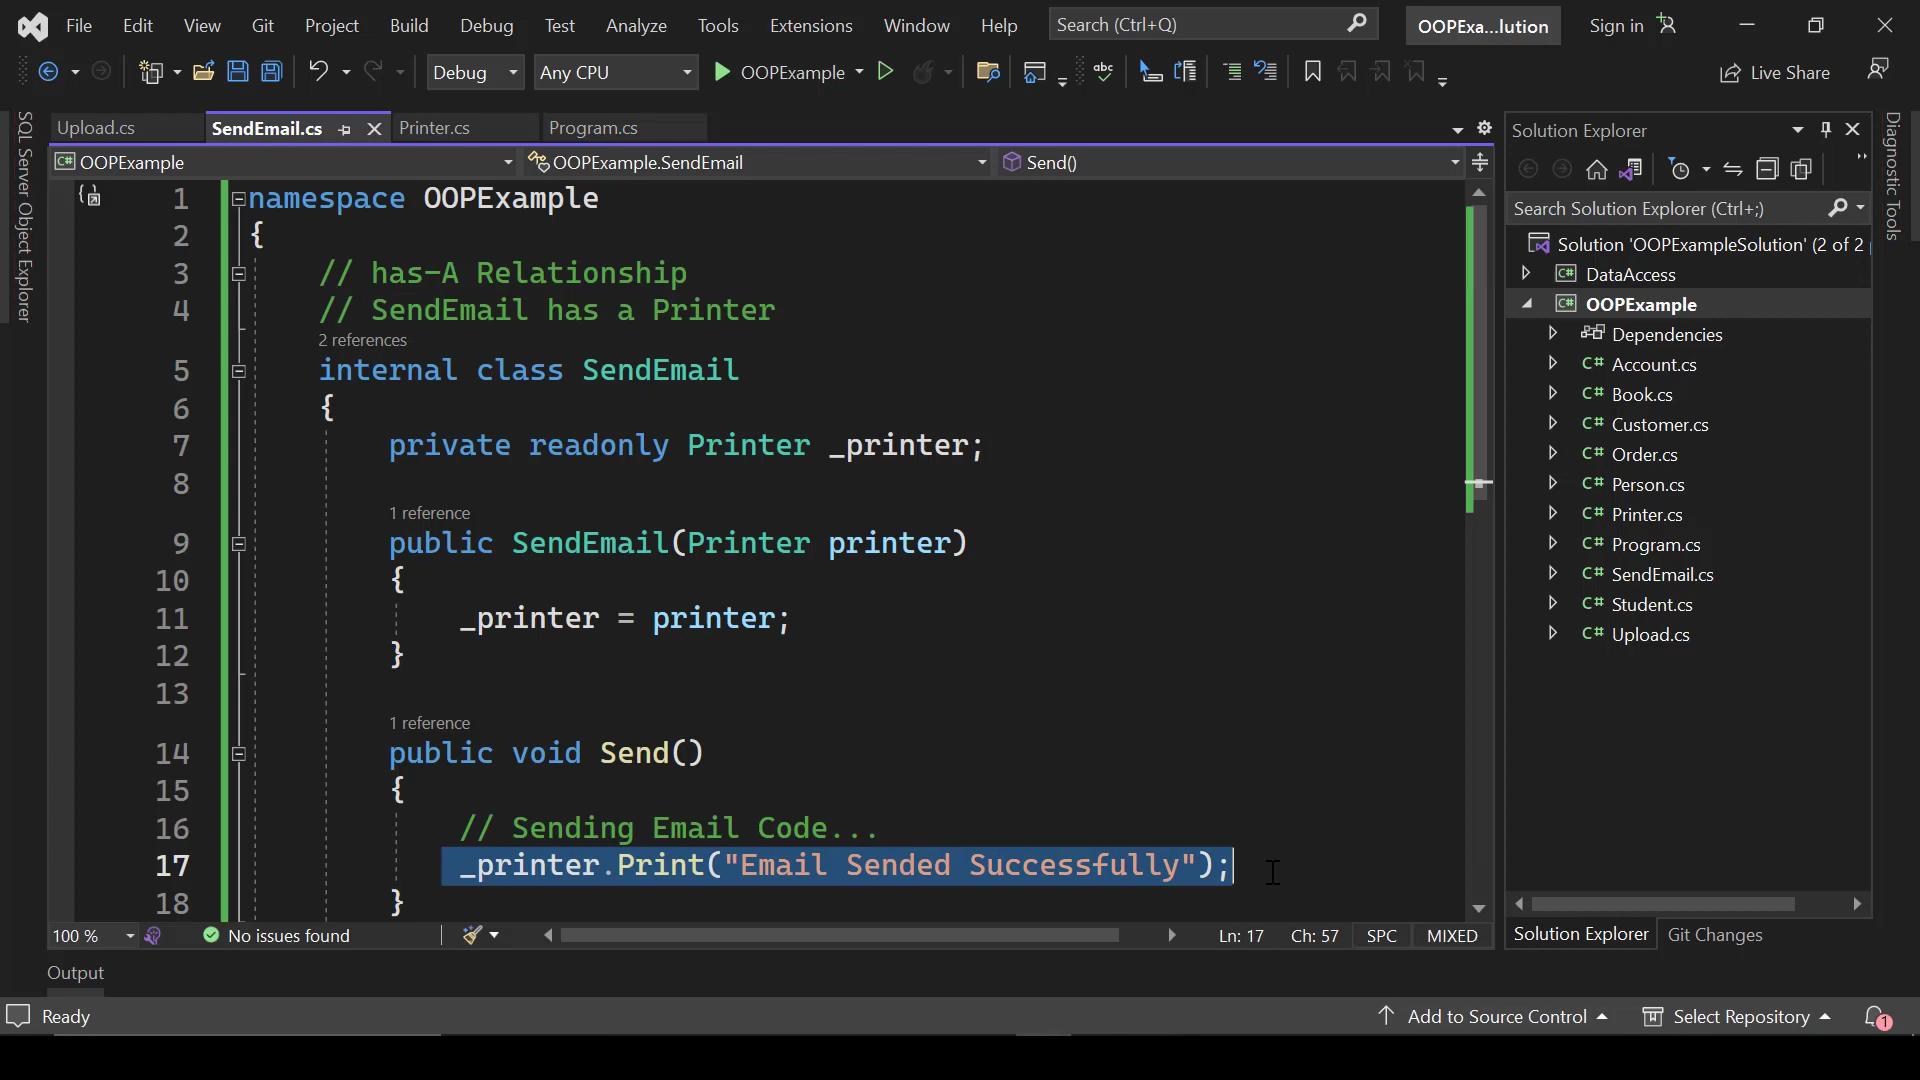 File Edit View Git Project Build Debug Test Analyze Tools Extensions Window Help Search (Ctrl+Q) OOPExa...lution Sign in
Debug Any CPU OOPExample Live Share
SQL Server Object Explorer
Upload.cs SendEmail.cs Printer.cs Program.cs
OOPExample OOPExample.SendEmail Send()
1 namespace OOPExample
2 {
3 // has-A Relationship
4 // SendEmail has a Printer
2 references
5 internal class SendEmail
6 {
7 private readonly Printer _printer;
8
1 reference
9 public SendEmail(Printer printer)
10 {
11 _printer = printer;
12 }
13
1 reference
14 public void Send()
15 {
16 // Sending Email Code...
17 _printer.Print("Email Sended Successfully");
18 }
100 % No issues found Ln: 17 Ch: 57 SPC MIXED
Solution Explorer
Search Solution Explorer (Ctrl+;)
Solution 'OOPExampleSolution' (2 of 2
DataAccess
OOPExample
Dependencies
Account.cs
Book.cs
Customer.cs
Order.cs
Person.cs
Printer.cs
Program.cs
SendEmail.cs
Student.cs
Upload.cs
Solution Explorer Git Changes
Diagnostic Tools
Output
Ready Add to Source Control Select Repository 1